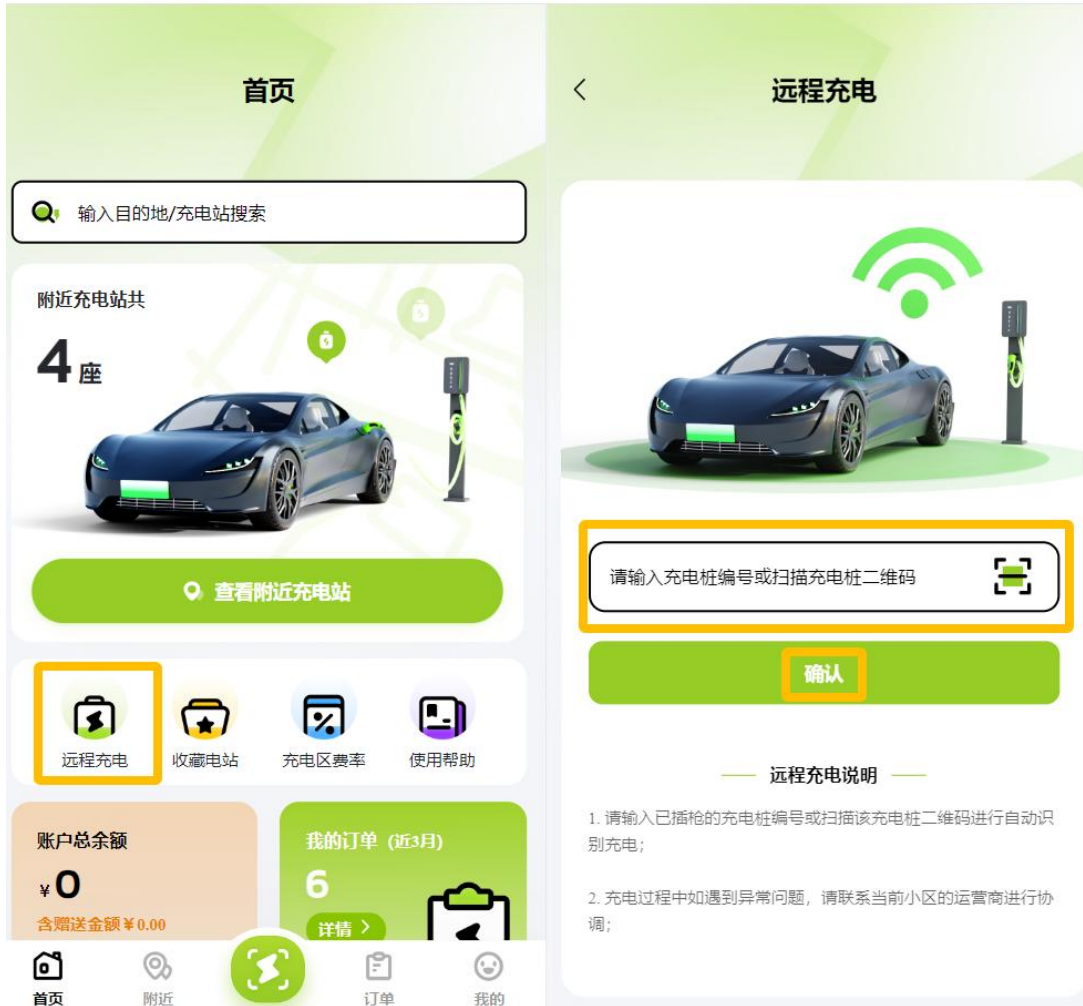 首页
输入目的地/充电站搜索
附近充电站共
4座
查看附近充电站
远程充电
收藏电站
充电区费率
使用帮助
账户总余额
¥0
含赠送金额¥0.00
我的订单 (近3月)
6
详情 >
首页
附近
订单
我的
远程充电
请输入充电桩编号或扫描充电桩二维码
确认
远程充电说明
1. 请输入已插枪的充电桩编号或扫描该充电桩二维码进行自动识
别充电;
2. 充电过程中如遇到异常问题，请联系当前小区的运营商进行协
调;